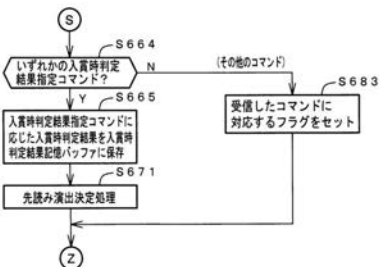 S
S664
いずれかの入賞時判定
結果指定コマンド?
N
(その他のコマンド)
Y
S665
S683
入賞時判定結果指定コマンドに
応じた入賞時判定結果を入賞時
判定結果記憶バッファに保存
受信したコマンドに
対応するフラグをセット
S671
先読み演出決定処理
Z